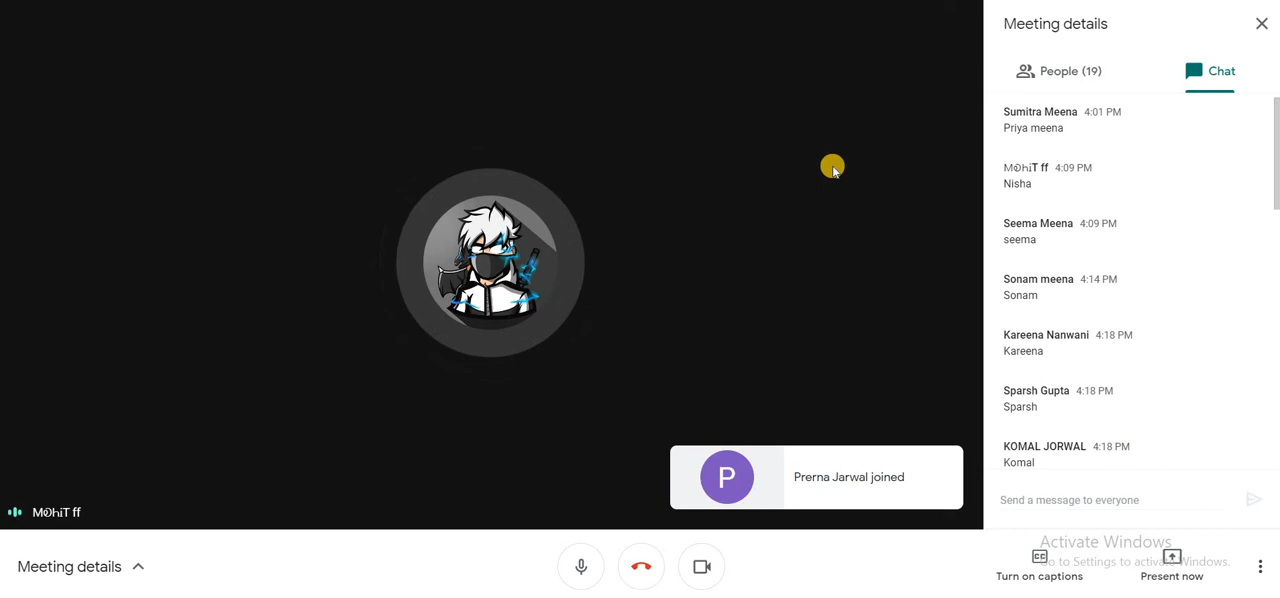 Meeting details
People (19)
Chat
Sumitra Meena 4:01 PM
Priya meena
MʘhiT ff 4:09 PM
Nisha
Seema Meena 4:09 PM
seema
Sonam meena 4:14 PM
Sonam
Kareena Nanwani 4:18 PM
Kareena
Sparsh Gupta 4:18 PM
Sparsh
KOMAL JORWAL 4:18 PM
Komal
P
Prerna Jarwal joined
Send a message to everyone
MʘhiT ff
Activate Windows
Go to Settings to activate Windows.
Meeting details
CC
Turn on captions
Present now